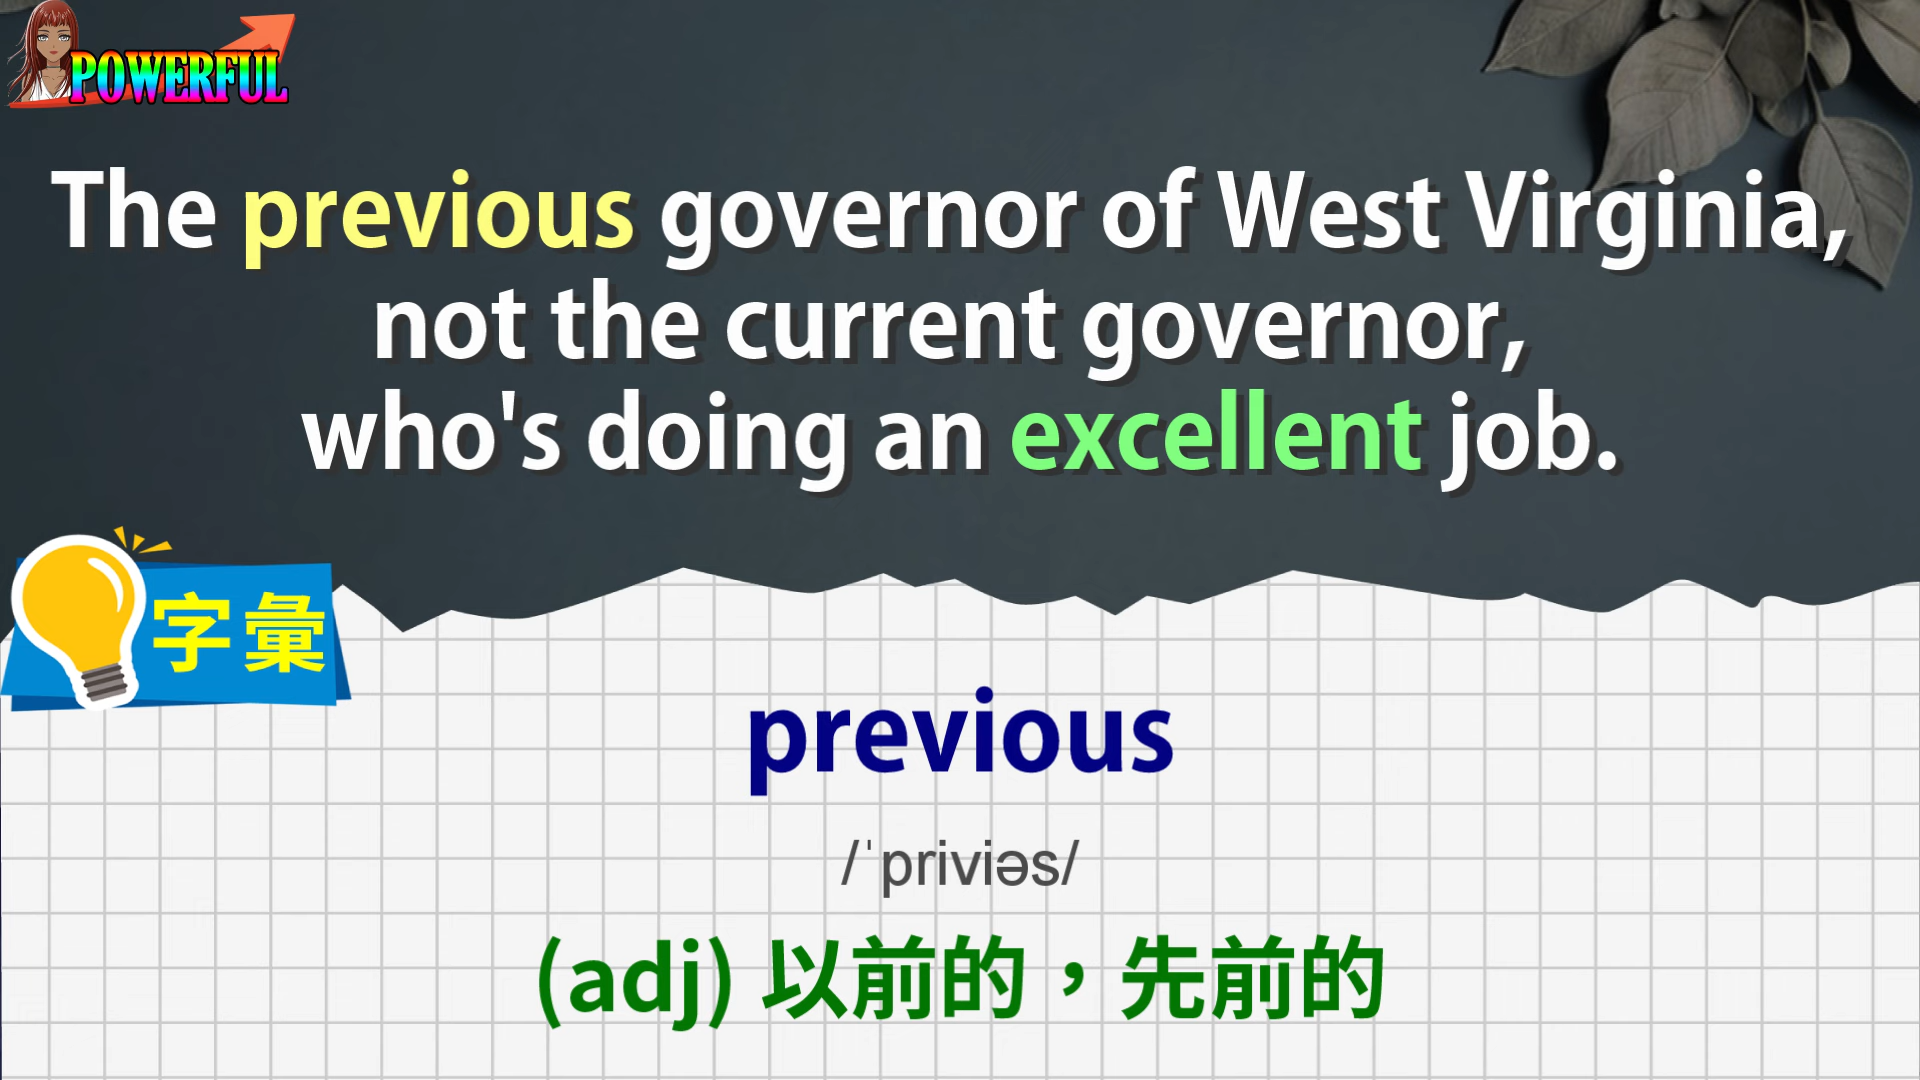 POWERFUL
The previous governor of West Virginia,
not the current governor,
who's doing an excellent job.
字彙
previous
/ˈpriviəs/
(adj) 以前的，先前的